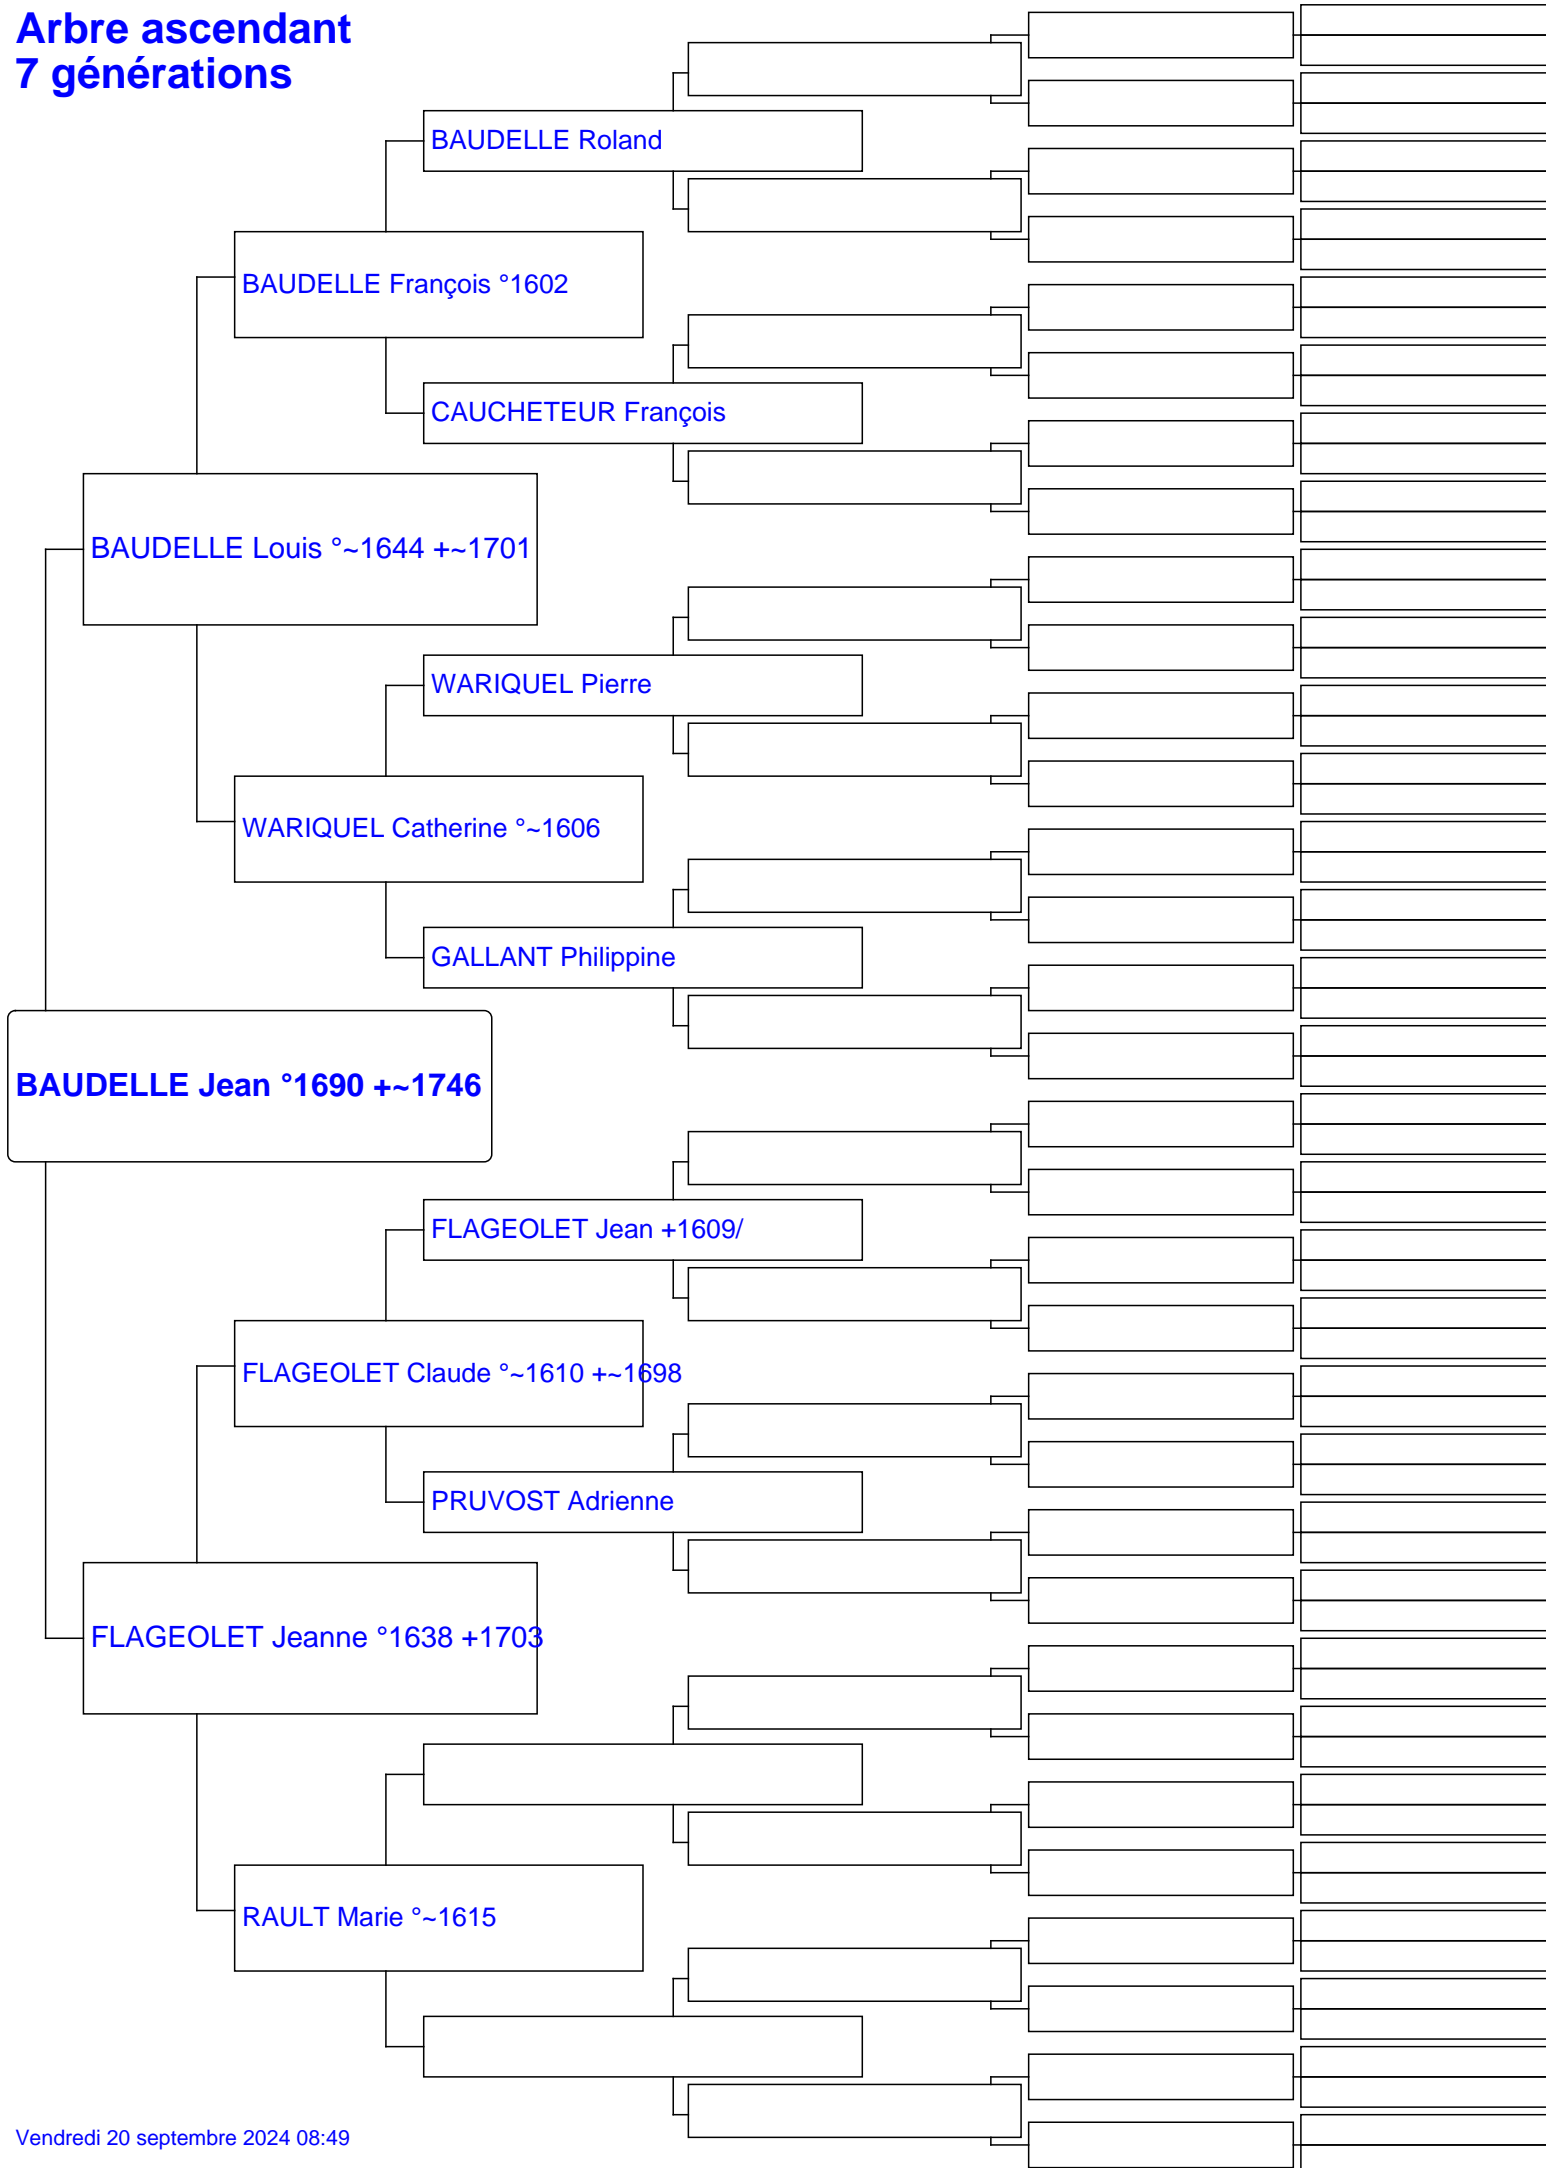 Arbre ascendant
7 générations
BAUDELLE Roland
BAUDELLE François °1602
CAUCHETEUR François
BAUDELLE Louis °~1644 +~1701
WARIQUEL Pierre
WARIQUEL Catherine °~1606
GALLANT Philippine
BAUDELLE Jean °1690 +~1746
FLAGEOLET Jean +1609/
FLAGEOLET Claude °~1610 +~1698
PRUVOST Adrienne
FLAGEOLET Jeanne °1638 +1703
RAULT Marie °~1615
Vendredi 20 septembre 2024 08:49